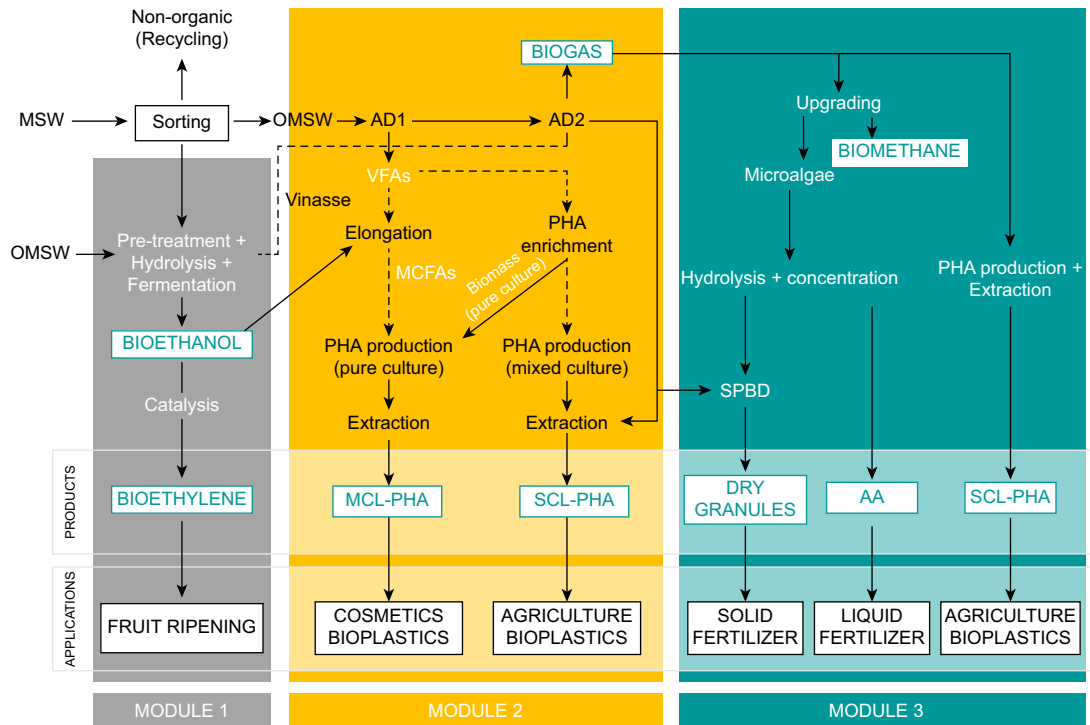 Non-organic
(Recycling)
MSW
Sorting
OMSW
AD1
AD2
BIOGAS
Upgrading
BIOMETHANE
Microalgae
VFAs
Vinasse
Elongation
PHA
enrichment
OMSW
Pre-treatment +
Hydrolysis +
Fermentation
MCFAs
Biomass
(pure culture)
Hydrolysis + concentration
PHA production +
Extraction
BIOETHANOL
PHA production
(pure culture)
PHA production
(mixed culture)
SPBD
Catalysis
Extraction
Extraction
PRODUCTS
BIOETHYLENE
MCL-PHA
SCL-PHA
DRY
GRANULES
AA
SCL-PHA
APPLICATIONS
FRUIT RIPENING
COSMETICS
BIOPLASTICS
AGRICULTURE
BIOPLASTICS
SOLID
FERTILIZER
LIQUID
FERTILIZER
AGRICULTURE
BIOPLASTICS
MODULE 1
MODULE 2
MODULE 3